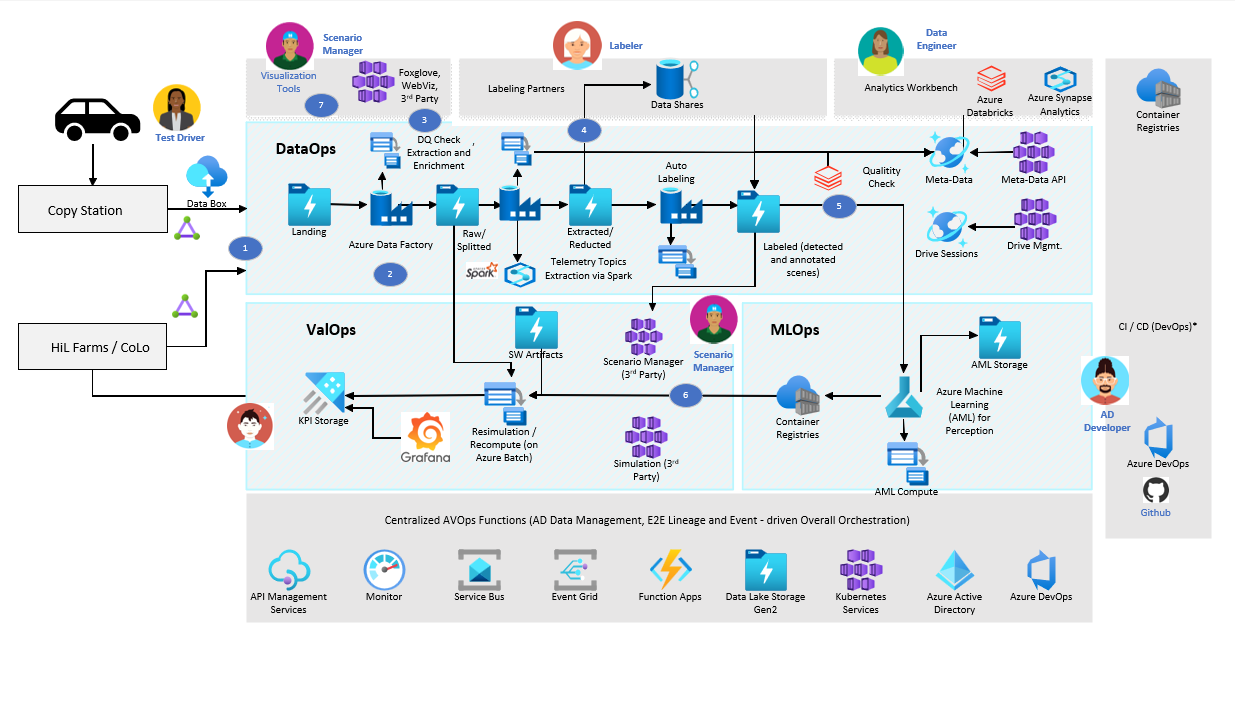 Scenario
Manager
Labeler
Data
Engineer
Visualization
Tools
7
Foxglove,
WebViz,
3rd Party
Labeling Partners
Data Shares
Analytics Workbench
Azure
Databricks
Azure Synapse
Analytics
Container
Registries
Test Driver
3
4
DataOps
DQ Check ,
Extraction and
Enrichment
Auto
Labeling
Qualitity
Check
Meta-Data
Meta-Data API
Copy Station
Data Box
Landing
Azure Data Factory
Raw/
Splitted
Extracted/
Reducted
5
Labeled (detected
and annotated
scenes)
Drive Sessions
Drive Mgmt.
1
2
Spark
Telemetry Topics
Extraction via Spark
HiL Farms / CoLo
ValOps
SW Artifacts
Scenario Manager
(3rd Party)
Scenario
Manager
MLOps
AML Storage
CI / CD (DevOps)*
KPI Storage
Grafana
Resimulation /
Recompute (on
Azure Batch)
6
Simulation (3rd
Party)
Container
Registries
Azure Machine
Learning
(AML) for
Perception
AML Compute
AD
Developer
Azure DevOps
Github
Centralized AVOps Functions (AD Data Management, E2E Lineage and Event - driven Overall Orchestration)
API Management
Services
Monitor
Service Bus
Event Grid
Function Apps
Data Lake Storage
Gen2
Kubernetes
Services
Azure Active
Directory
Azure DevOps